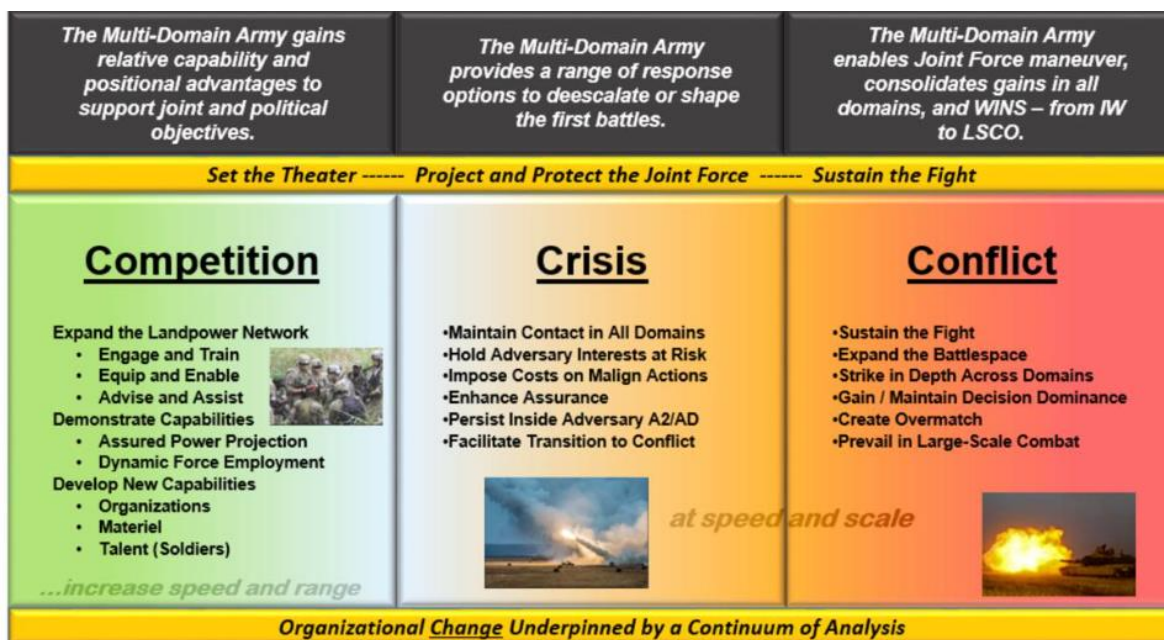 The Multi-Domain Army gains
relative capability and
positional advantages to
support joint and political
objectives.
The Multi-Domain Army
provides a range of response
options to deescalate or shape
the first battles.
The Multi-Domain Army
enables Joint Force maneuver,
consolidates gains in all
domains, and WINS – from IW
to LSCO.
Set the Theater ------ Project and Protect the Joint Force ------ Sustain the Fight
Competition
Expand the Landpower Network
• Engage and Train
• Equip and Enable
• Advise and Assist
Demonstrate Capabilities
• Assured Power Projection
• Dynamic Force Employment
Develop New Capabilities
• Organizations
• Materiel
• Talent (Soldiers)
...increase speed and range
Crisis
•Maintain Contact in All Domains
•Hold Adversary Interests at Risk
•Impose Costs on Malign Actions
•Enhance Assurance
•Persist Inside Adversary A2/AD
•Facilitate Transition to Conflict
at speed and scale
Conflict
•Sustain the Fight
•Expand the Battlespace
•Strike in Depth Across Domains
•Gain / Maintain Decision Dominance
•Create Overmatch
•Prevail in Large-Scale Combat
Organizational Change Underpinned by a Continuum of Analysis